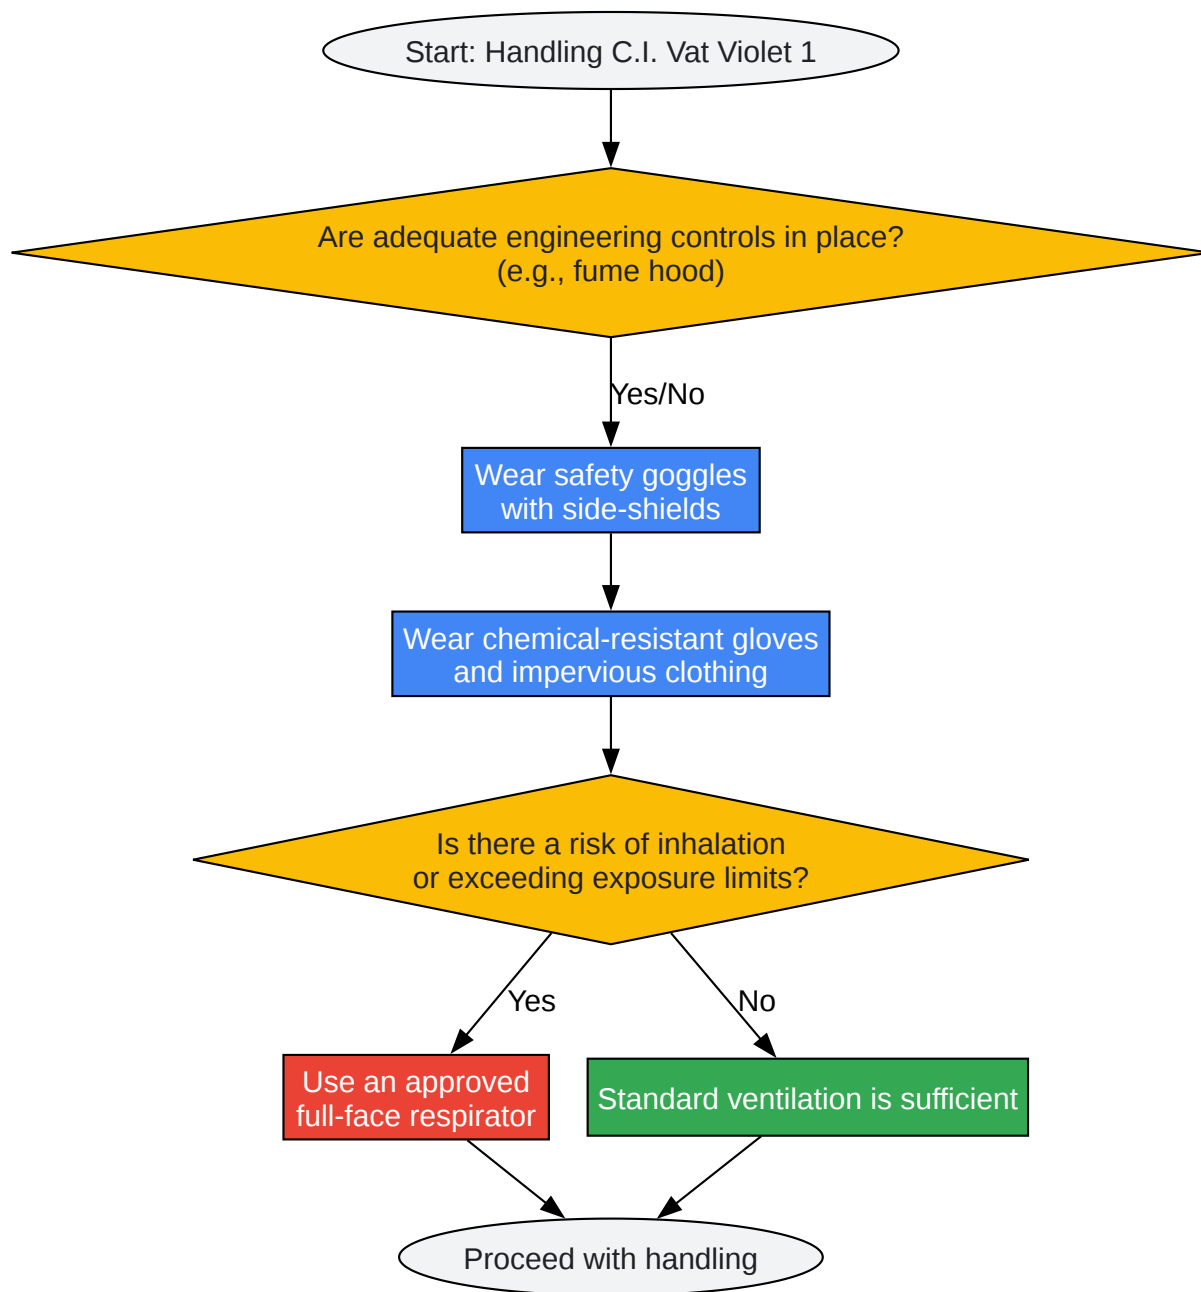 Start: Handling C.I. Vat Violet 1
Are adequate engineering controls in place?
(e.g., fume hood)
Yes/No
Wear safety goggles
with side-shields
Wear chemical-resistant gloves
and impervious clothing
Is there a risk of inhalation
or exceeding exposure limits?
Yes
No
Use an approved
full-face respirator
Standard ventilation is sufficient
Proceed with handling